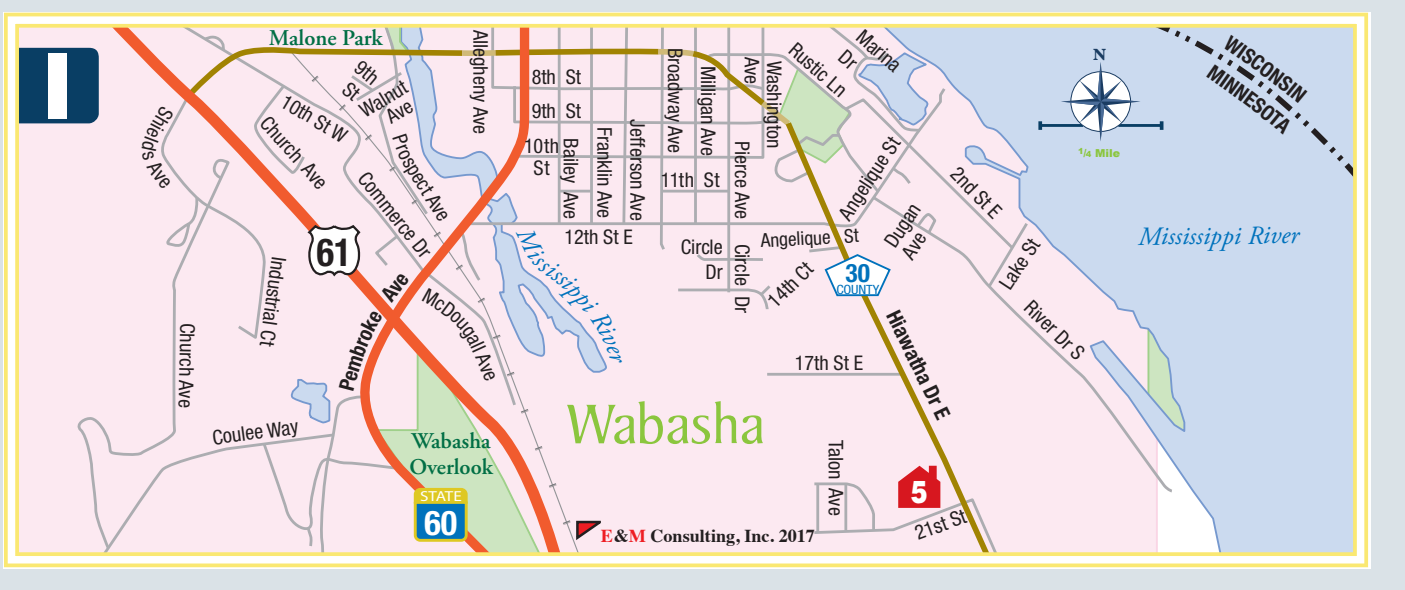 I
Malone Park
9th
St
Walnut
Ave
Allegheny Ave
8th St
9th St
10th
St
Bailey
Ave
Franklin Ave
Jefferson Ave
Broadway Ave
Milligan Ave
11th St
Pierce Ave
Ave
Washington
Rustic Ln
Marina
Dr
N
1/4 Mile
WISCONSIN
MINNESOTA
Shields Ave
10th St W
Church Ave
Prospect Ave
Commerce Dr
Angelique St
2nd St E
Dugan
Ave
Lake St
Mississippi River
12th St E
Circle
Dr
Circle Dr
Angelique St
14th Ct
30
COUNTY
61
Industrial Ct
Pembroke Ave
McDougall Ave
Mississippi River
River Dr S
Church Ave
Hiawatha Dr E
17th St E
Wabasha
Coulee Way
Wabasha
Overlook
STATE
60
Talon Ave
5
21st St
E&M Consulting, Inc. 2017